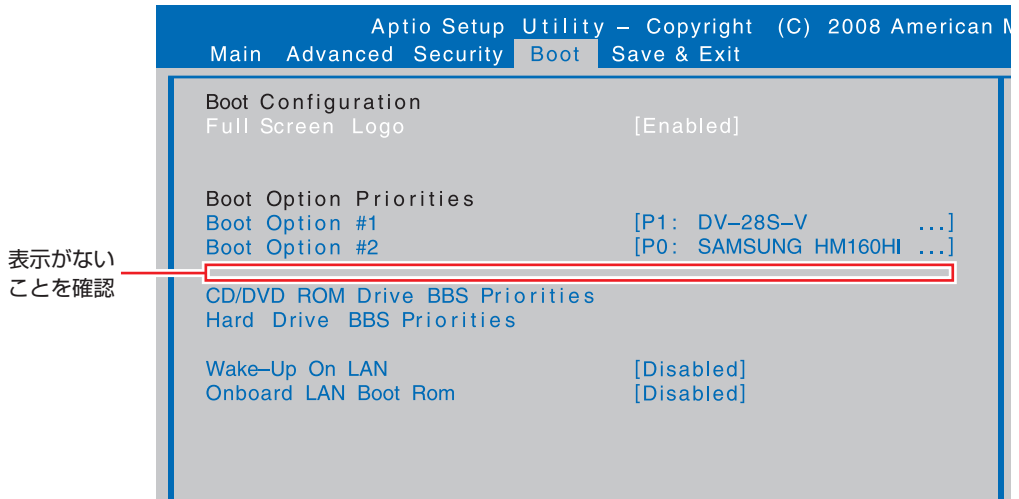 Aptio Setup Utility – Copyright (C) 2008 American
Main Advanced Security Boot Save & Exit
Boot Configuration
Full Screen Logo [Enabled]
Boot Option Priorities
Boot Option #1 [P1: DV–28S–V ...]
Boot Option #2 [P0: SAMSUNG HM160HI ...]
表示がない
ことを確認
CD/DVD ROM Drive BBS Priorities
Hard Drive BBS Priorities
Wake–Up On LAN [Disabled]
Onboard LAN Boot Rom [Disabled]